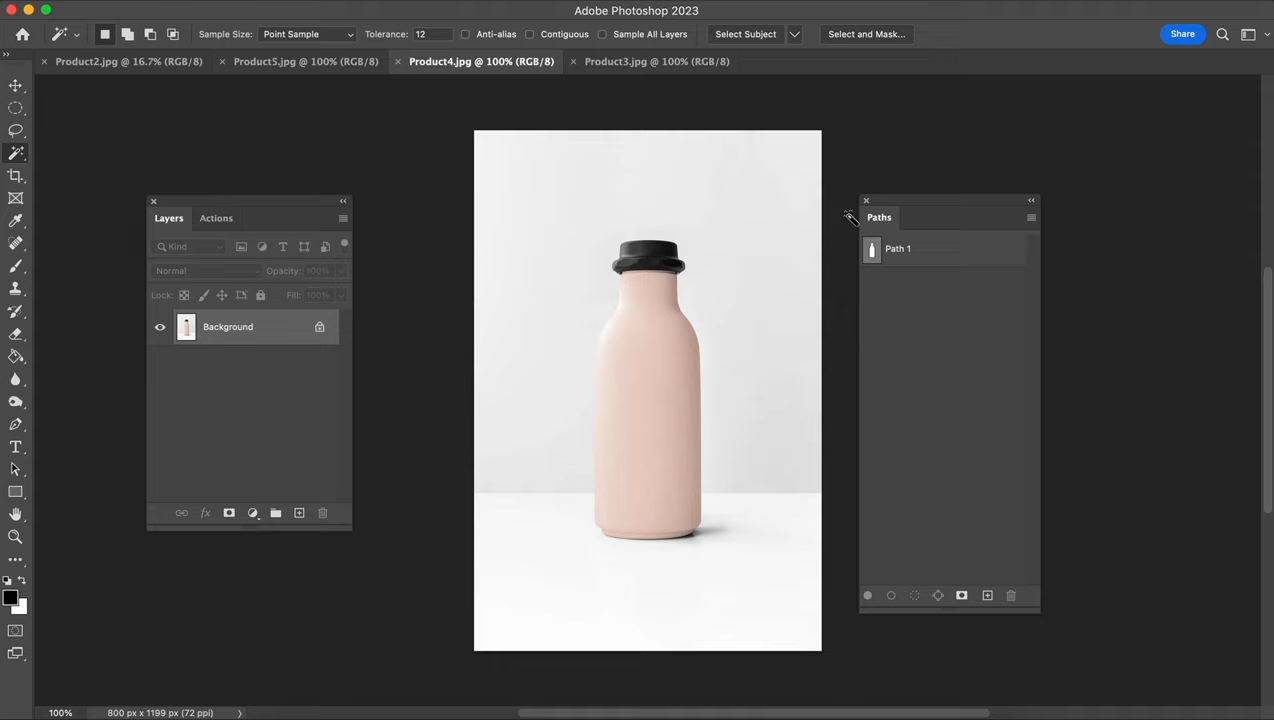 Adobe Photoshop 2023
Sample Size: Point Sample Tolerance: 12 Anti-alias Contiguous Sample All Layers Select Subject Select and Mask... Share
Product2.jpg @ 16.7% (RGB/8) Product5.jpg @ 100% (RGB/8) Product4.jpg @ 100% (RGB/8) Product3.jpg @ 100% (RGB/8)
Layers Actions
Kind
Normal Opacity: 100%
Lock: Fill: 100%
Background
fx
Paths
Path 1
100% 800 px x 1199 px (72 ppi)